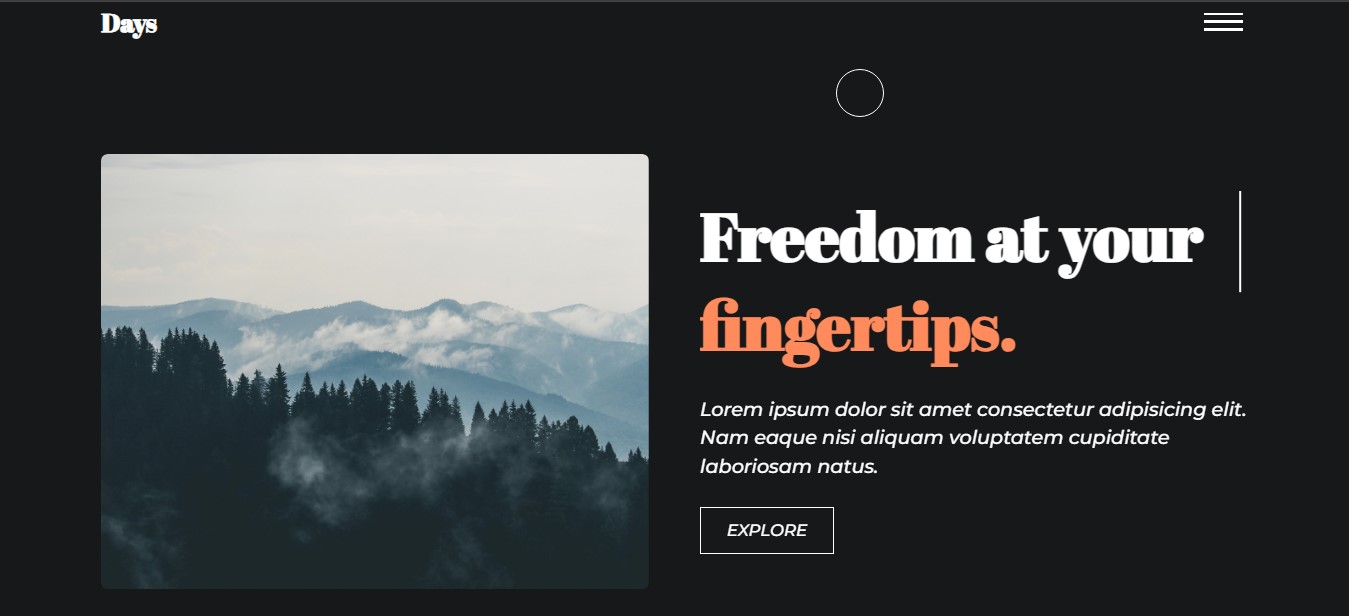 Days
Freedom at your
fingertips.
Lorem ipsum dolor sit amet consectetur adipisicing elit.
Nam eaque nisi aliquam voluptatem cupiditate
laboriosam natus.
EXPLORE